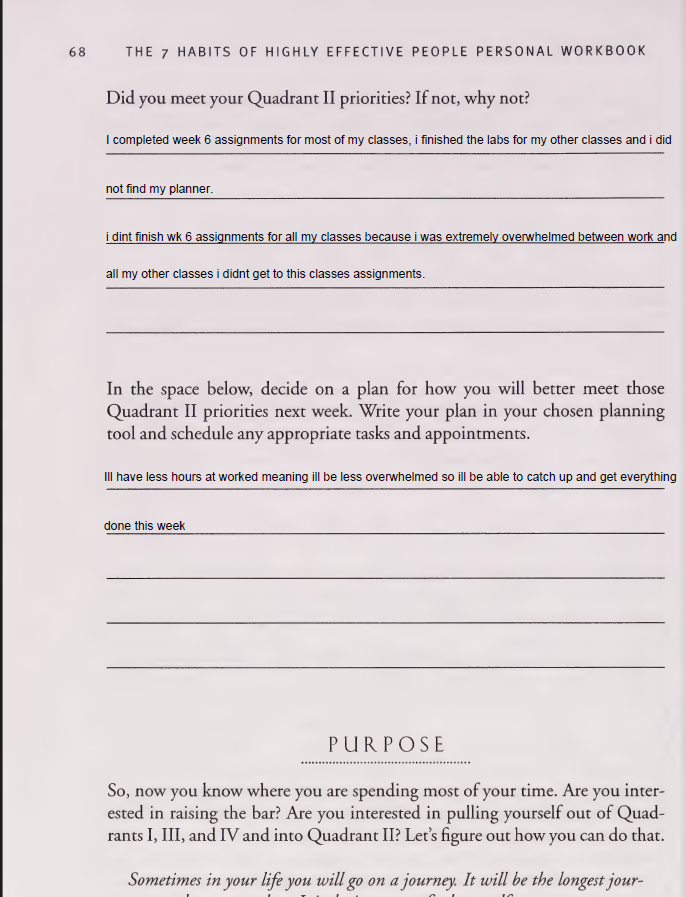 68 THE 7 HABITS OF HIGHLY EFFECTIVE PEOPLE PERSONAL WORKBOOK
Did you meet your Quadrant II priorities? If not, why not?
I completed week 6 assignments for most of my classes, i finished the labs for my other classes and i did
not find my planner.
i dint finish wk 6 assignments for all my classes because i was extremely overwhelmed between work and
all my other classes i didnt get to this classes assignments.
In the space below, decide on a plan for how you will better meet those
Quadrant II priorities next week. Write your plan in your chosen planning
tool and schedule any appropriate tasks and appointments.
Ill have less hours at worked meaning ill be less overwhelmed so ill be able to catch up and get everything
done this week
PURPOSE
So, now you know where you are spending most of your time. Are you inter-
ested in raising the bar? Are you interested in pulling yourself out of Quad-
rants I, III, and IV and into Quadrant II? Let's figure out how you can do that.
Sometimes in your life you will go on a journey. It will be the longest jour-